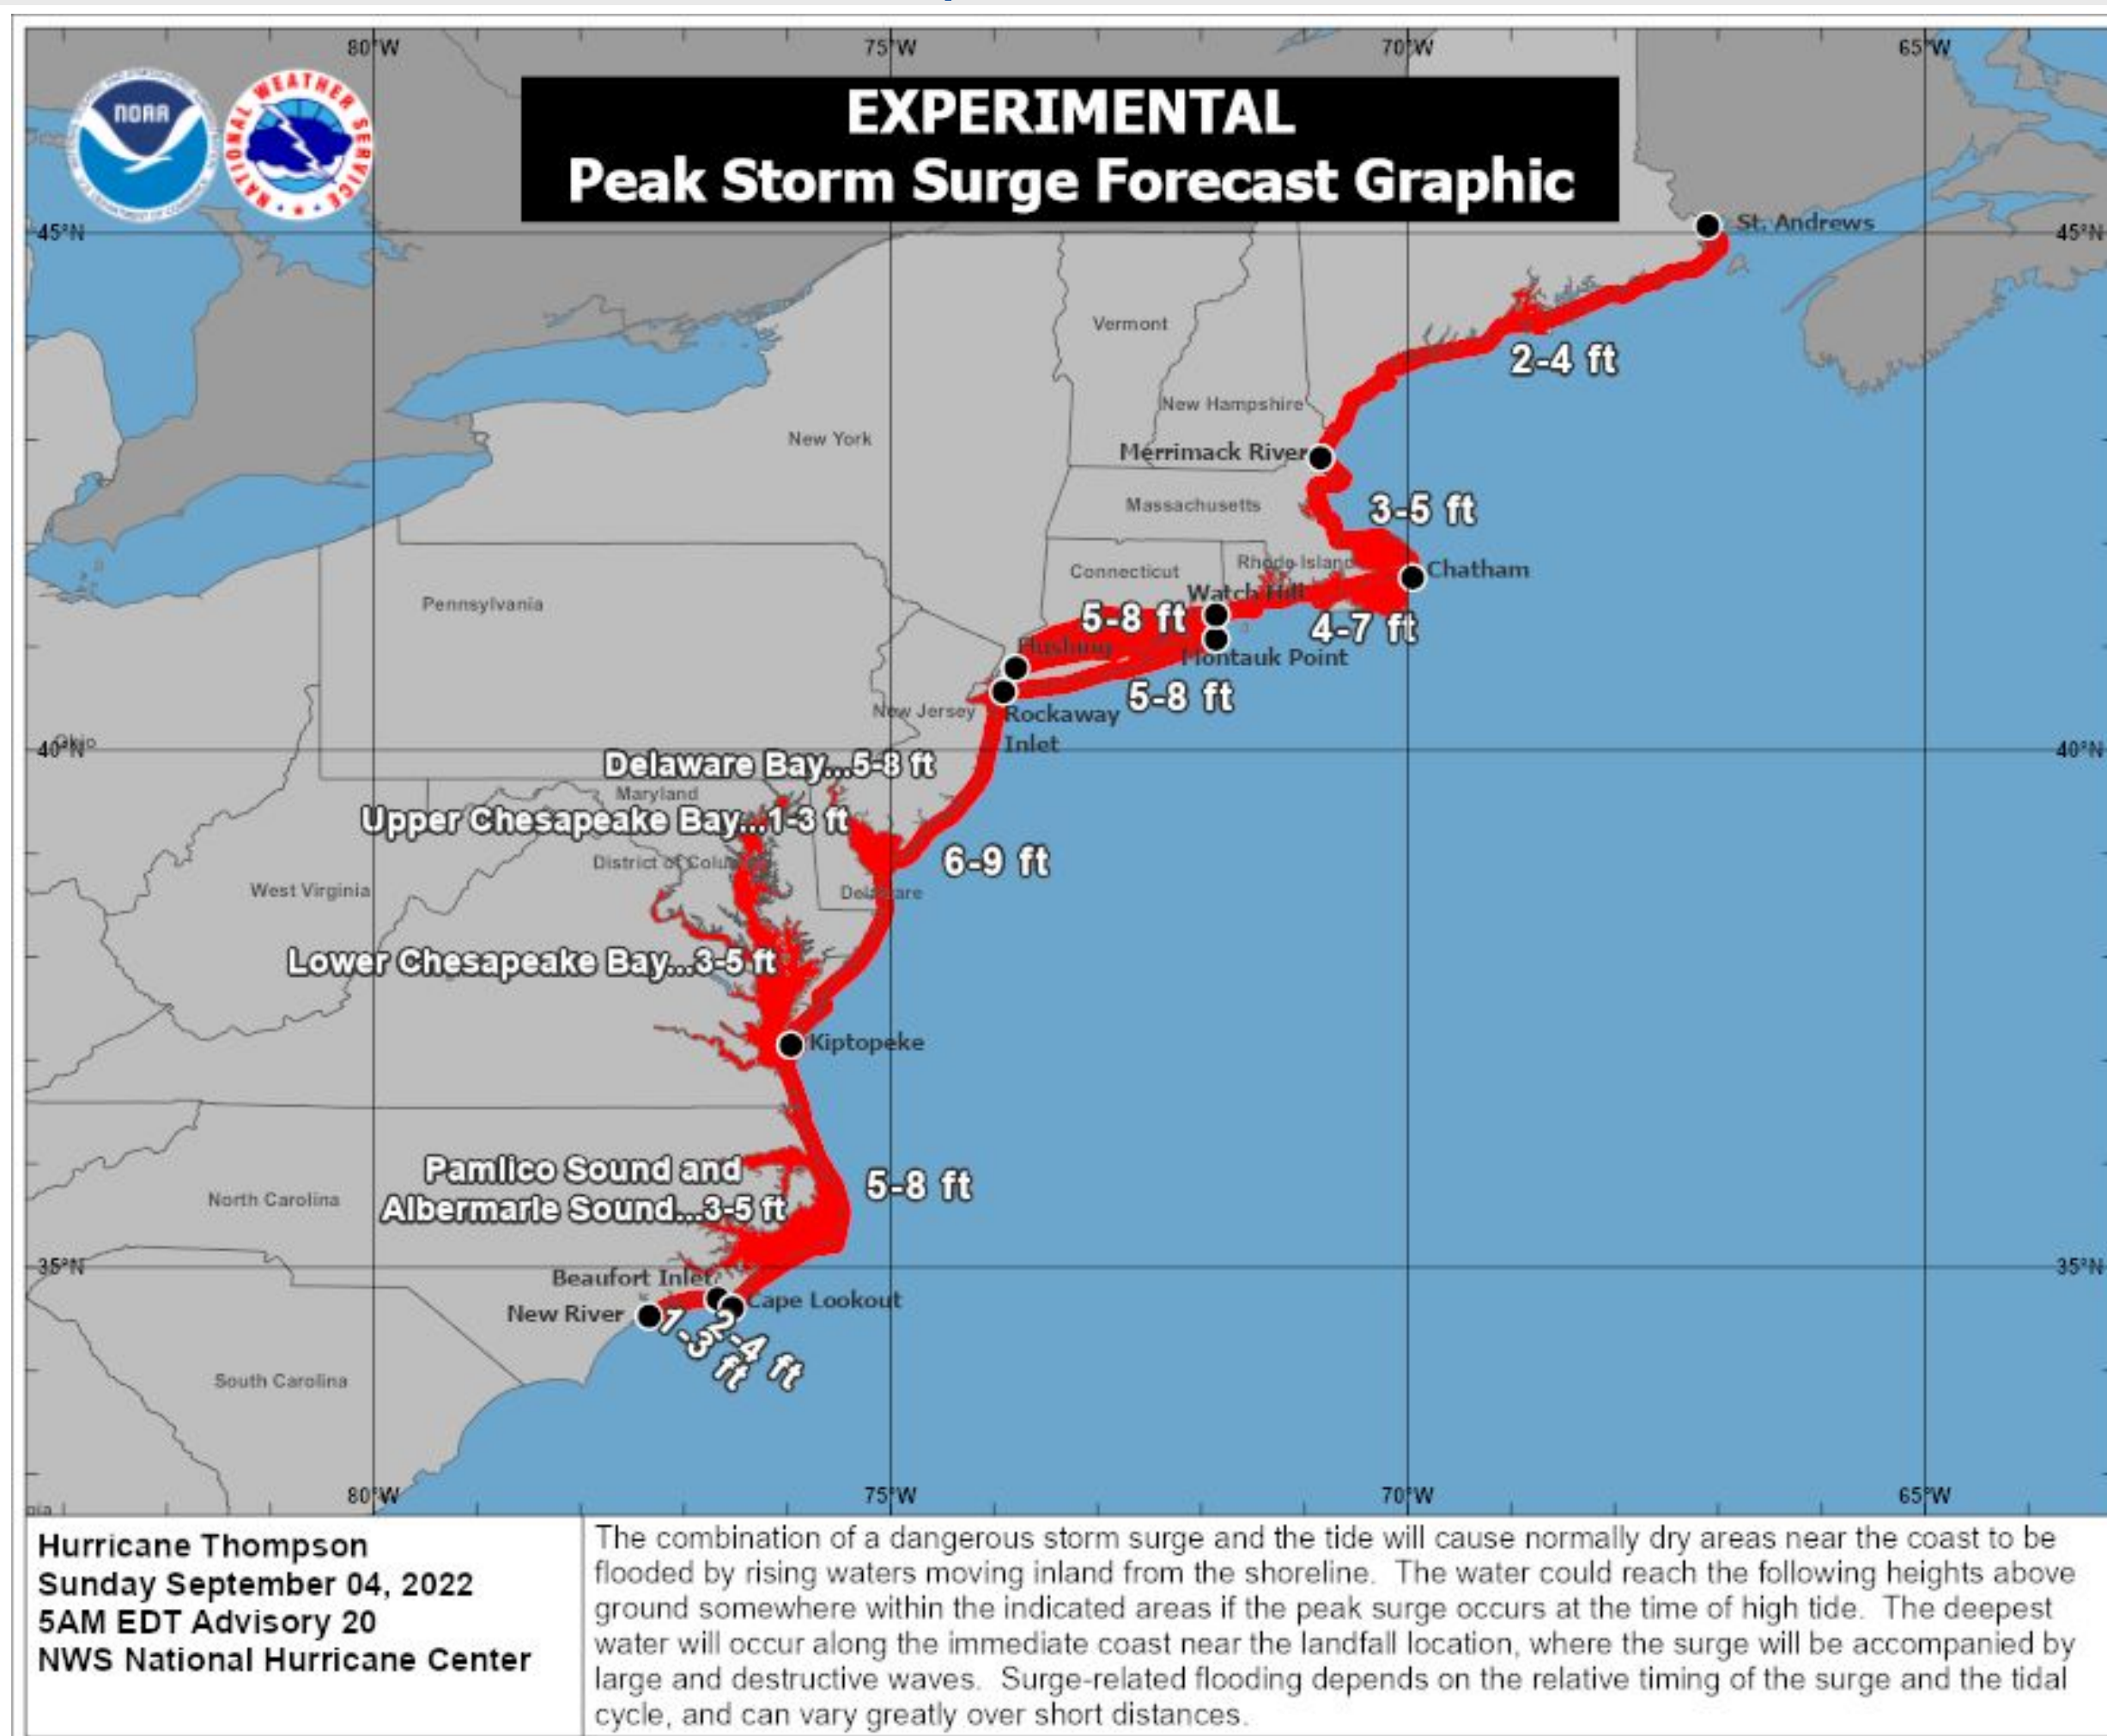 80°W
75°W
70°W
65°W
NOAA
NATIONAL WEATHER SERVICE
EXPERIMENTAL
Peak Storm Surge Forecast Graphic
45°N
45°N
St. Andrews
Vermont
2-4 ft
New Hampshire
New York
Merrimack River
Massachusetts
3-5 ft
Rhode Island
Connecticut
Chatham
Watch Hill
Pennsylvania
5-8 ft
4-7 ft
Flushing
Montauk Point
5-8 ft
New Jersey
Rockaway
Inlet
Ohio
40°N
40°N
Delaware Bay...5-8 ft
Maryland
Upper Chesapeake Bay...1-3 ft
District of Colu
6-9 ft
West Virginia
Delaware
Lower Chesapeake Bay...3-5 ft
Kiptopeke
Pamlico Sound and
Albermarle Sound...3-5 ft
5-8 ft
North Carolina
35°N
35°N
Beaufort Inlet
Cape Lookout
New River
1-3 ft
2-4 ft
South Carolina
80°W
75°W
70°W
65°W
Hurricane Thompson
Sunday September 04, 2022
5AM EDT Advisory 20
NWS National Hurricane Center
The combination of a dangerous storm surge and the tide will cause normally dry areas near the coast to be
flooded by rising waters moving inland from the shoreline. The water could reach the following heights above
ground somewhere within the indicated areas if the peak surge occurs at the time of high tide. The deepest
water will occur along the immediate coast near the landfall location, where the surge will be accompanied by
large and destructive waves. Surge-related flooding depends on the relative timing of the surge and the tidal
cycle, and can vary greatly over short distances.